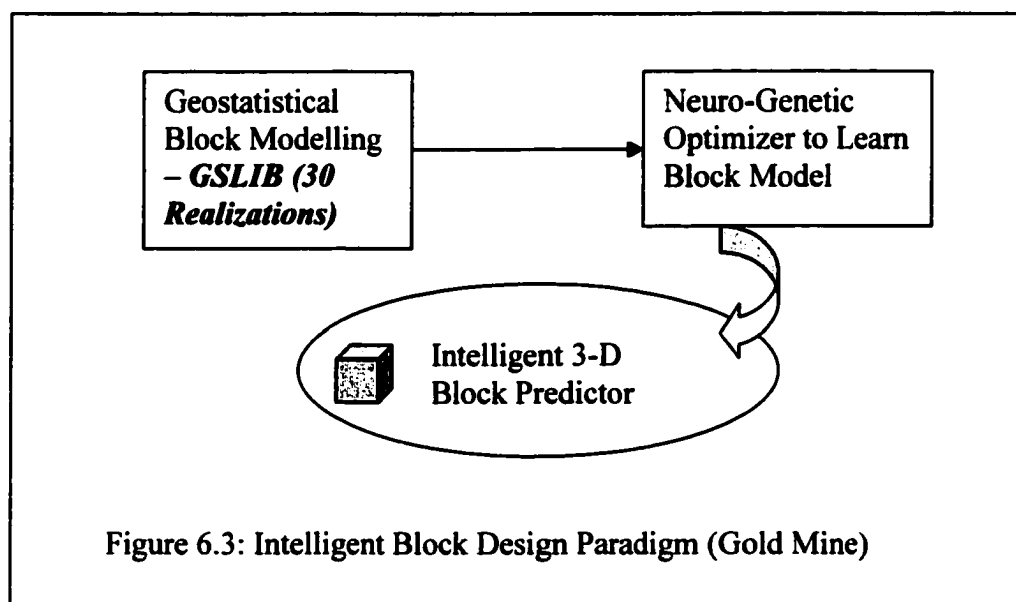 Geostatistical
Block Modelling
– GSLIB (30
Realizations)
Neuro-Genetic
Optimizer to Learn
Block Model
Intelligent 3-D
Block Predictor
Figure 6.3: Intelligent Block Design Paradigm (Gold Mine)